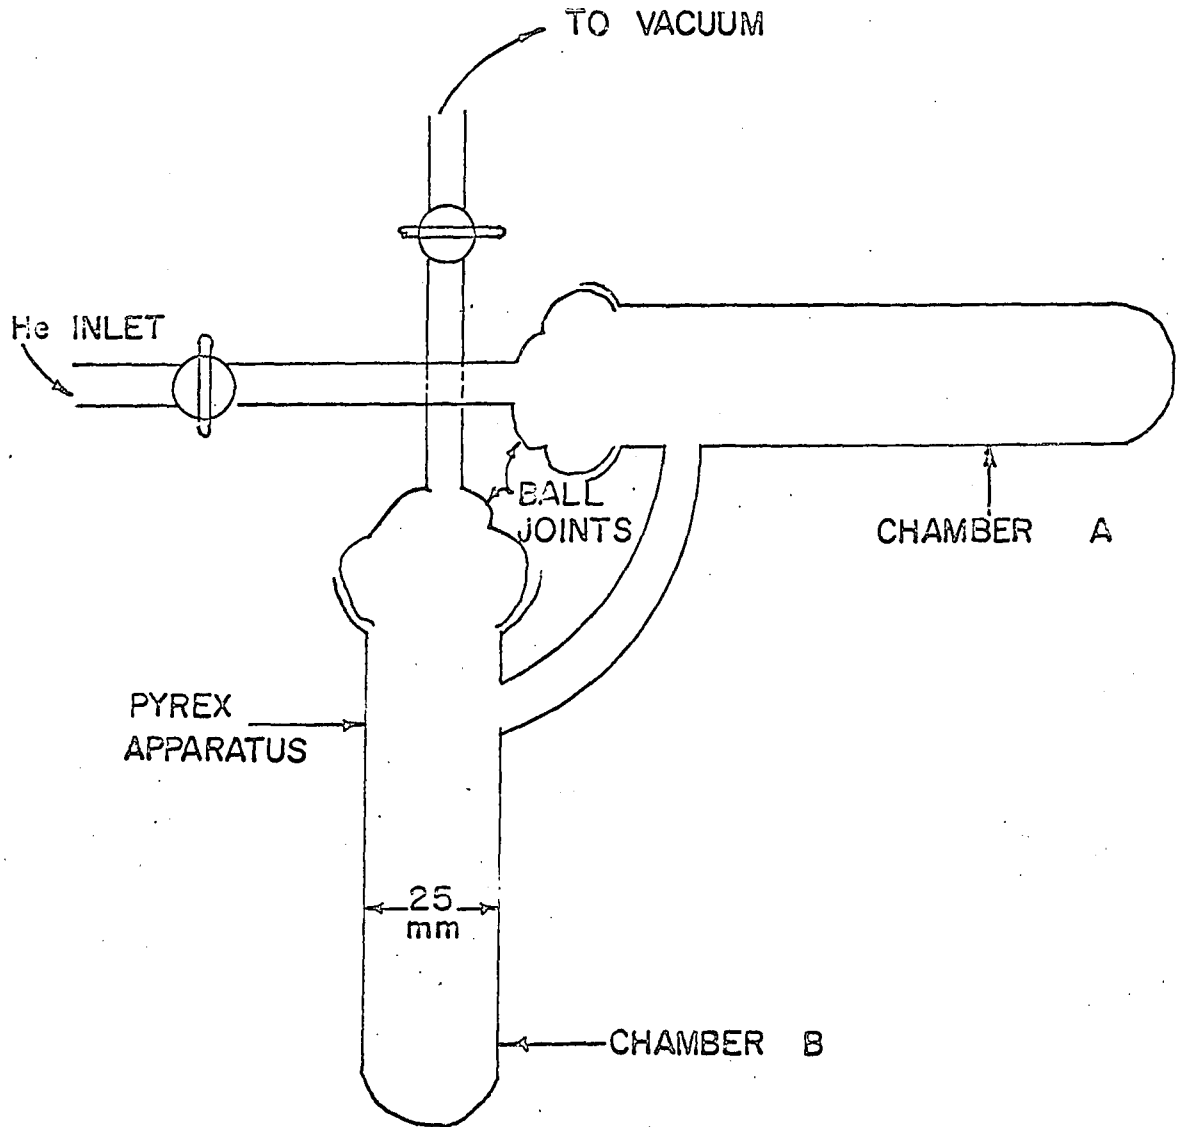 TO VACUUM
He INLET
BALL
JOINTS
CHAMBER A
PYREX
APPARATUS
25
mm
CHAMBER B